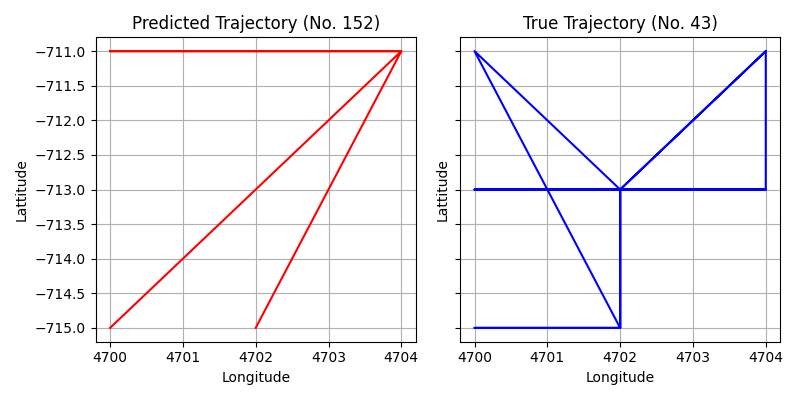 Predicted Trajectory (No. 152)
True Trajectory (No. 43)
Lattitude
−711.0
−711.5
−712.0
−712.5
−713.0
−713.5
−714.0
−714.5
−715.0
4700 4701 4702 4703 4704
Longitude
Lattitude
4700 4701 4702 4703 4704
Longitude